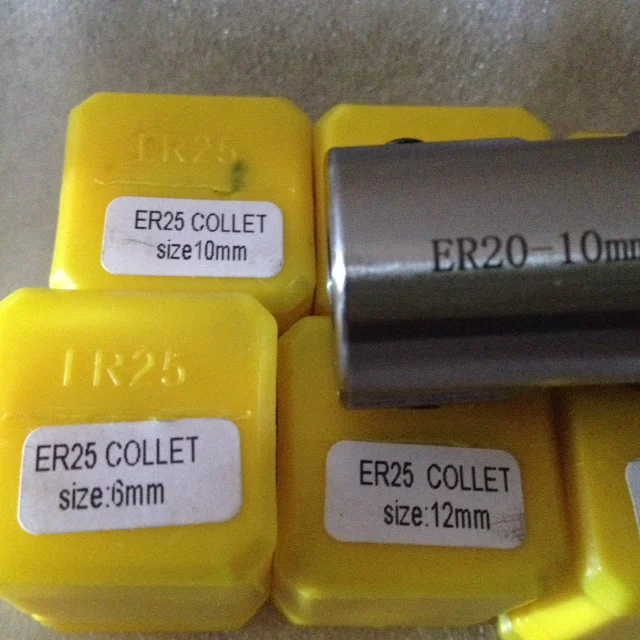 ER25
ER25 COLLET
size10mm
ER20-10mm
ER25
ER25 COLLET
size:6mm
ER25 COLLET
size:12mm